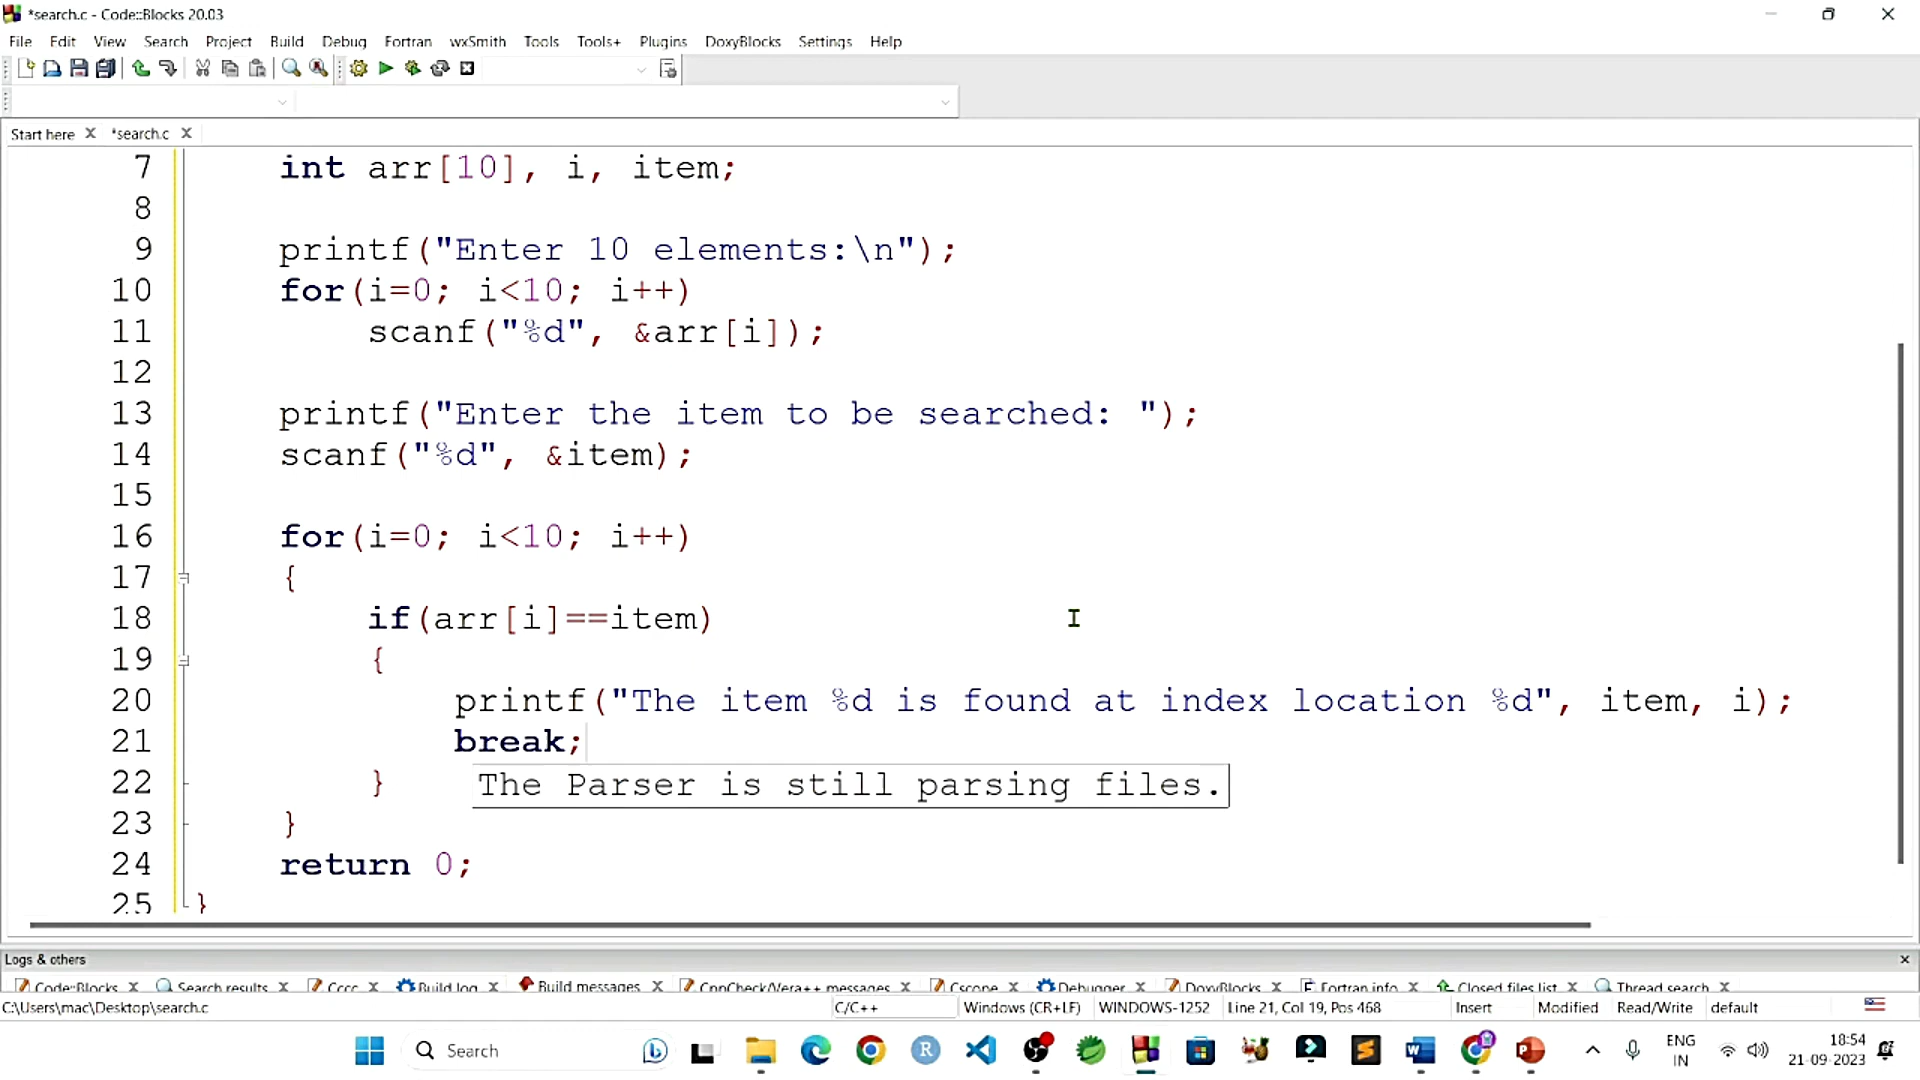 *search.c - Code::Blocks 20.03
File Edit View Search Project Build Debug Fortran wxSmith Tools Tools+ Plugins DoxyBlocks Settings Help
Start here X *search.c X
7 int arr[10], i, item;
8
9 printf("Enter 10 elements:\n");
10 for(i=0; i<10; i++)
11 scanf("%d", &arr[i]);
12
13 printf("Enter the item to be searched: ");
14 scanf("%d", &item);
15
16 for(i=0; i<10; i++)
17 {
18 if(arr[i]==item)
19 {
20 printf("The item %d is found at index location %d", item, i);
21 break;
22 } The Parser is still parsing files.
23 }
24 return 0;
25 }
Logs & others
Code::Blocks X Search results X Cccc X Build log X Build messages X CppCheck/Vera++ messages X Cscope X Debugger X DoxyBlocks X Fortran info X Closed files list X Thread search X
C:\Users\mac\Desktop\search.c C/C++ Windows (CR+LF) WINDOWS-1252 Line 21, Col 19, Pos 468 Insert Modified Read/Write default
Search
ENG
IN
18:54
21-09-2023